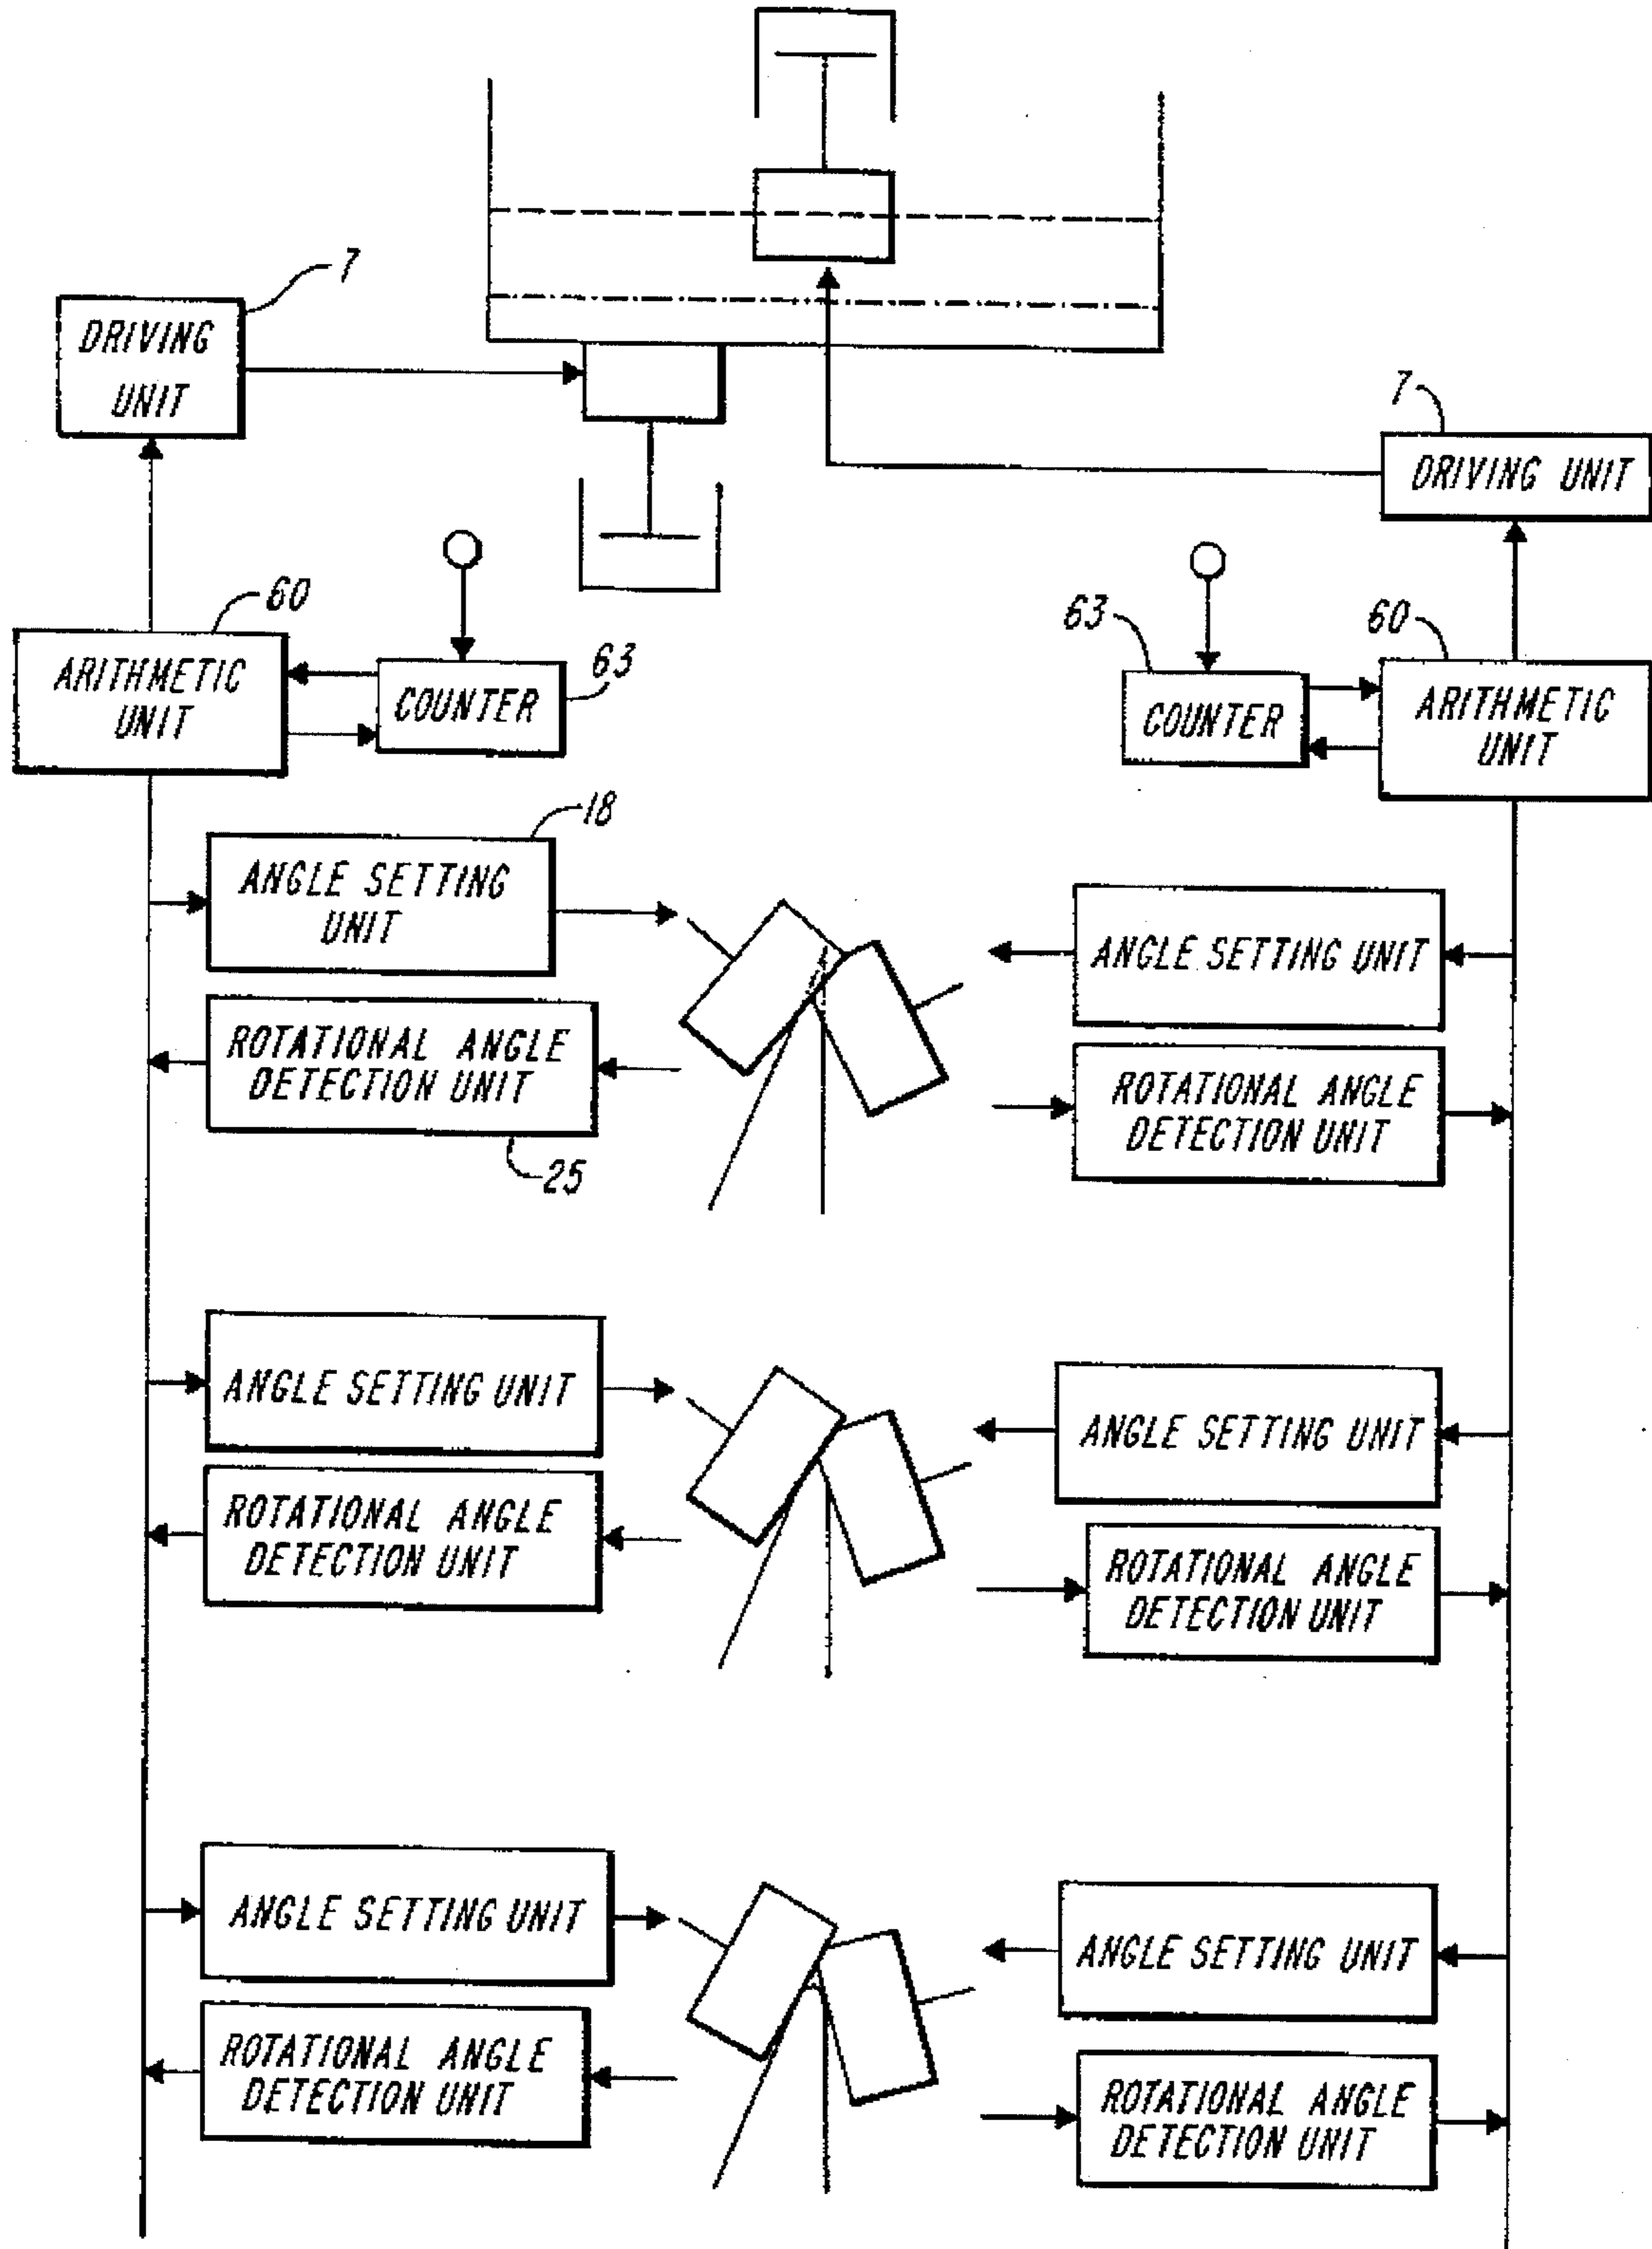 7
DRIVING
UNIT
7
DRIVING UNIT
60
ARITHMETIC
UNIT
63
COUNTER
63
COUNTER
60
ARITHMETIC
UNIT
18
ANGLE SETTING
UNIT
ANGLE SETTING UNIT
ROTATIONAL ANGLE
DETECTION UNIT
25
ROTATIONAL ANGLE
DETECTION UNIT
ANGLE SETTING UNIT
ANGLE SETTING UNIT
ROTATIONAL ANGLE
DETECTION UNIT
ROTATIONAL ANGLE
DETECTION UNIT
ANGLE SETTING UNIT
ANGLE SETTING UNIT
ROTATIONAL ANGLE
DETECTION UNIT
ROTATIONAL ANGLE
DETECTION UNIT